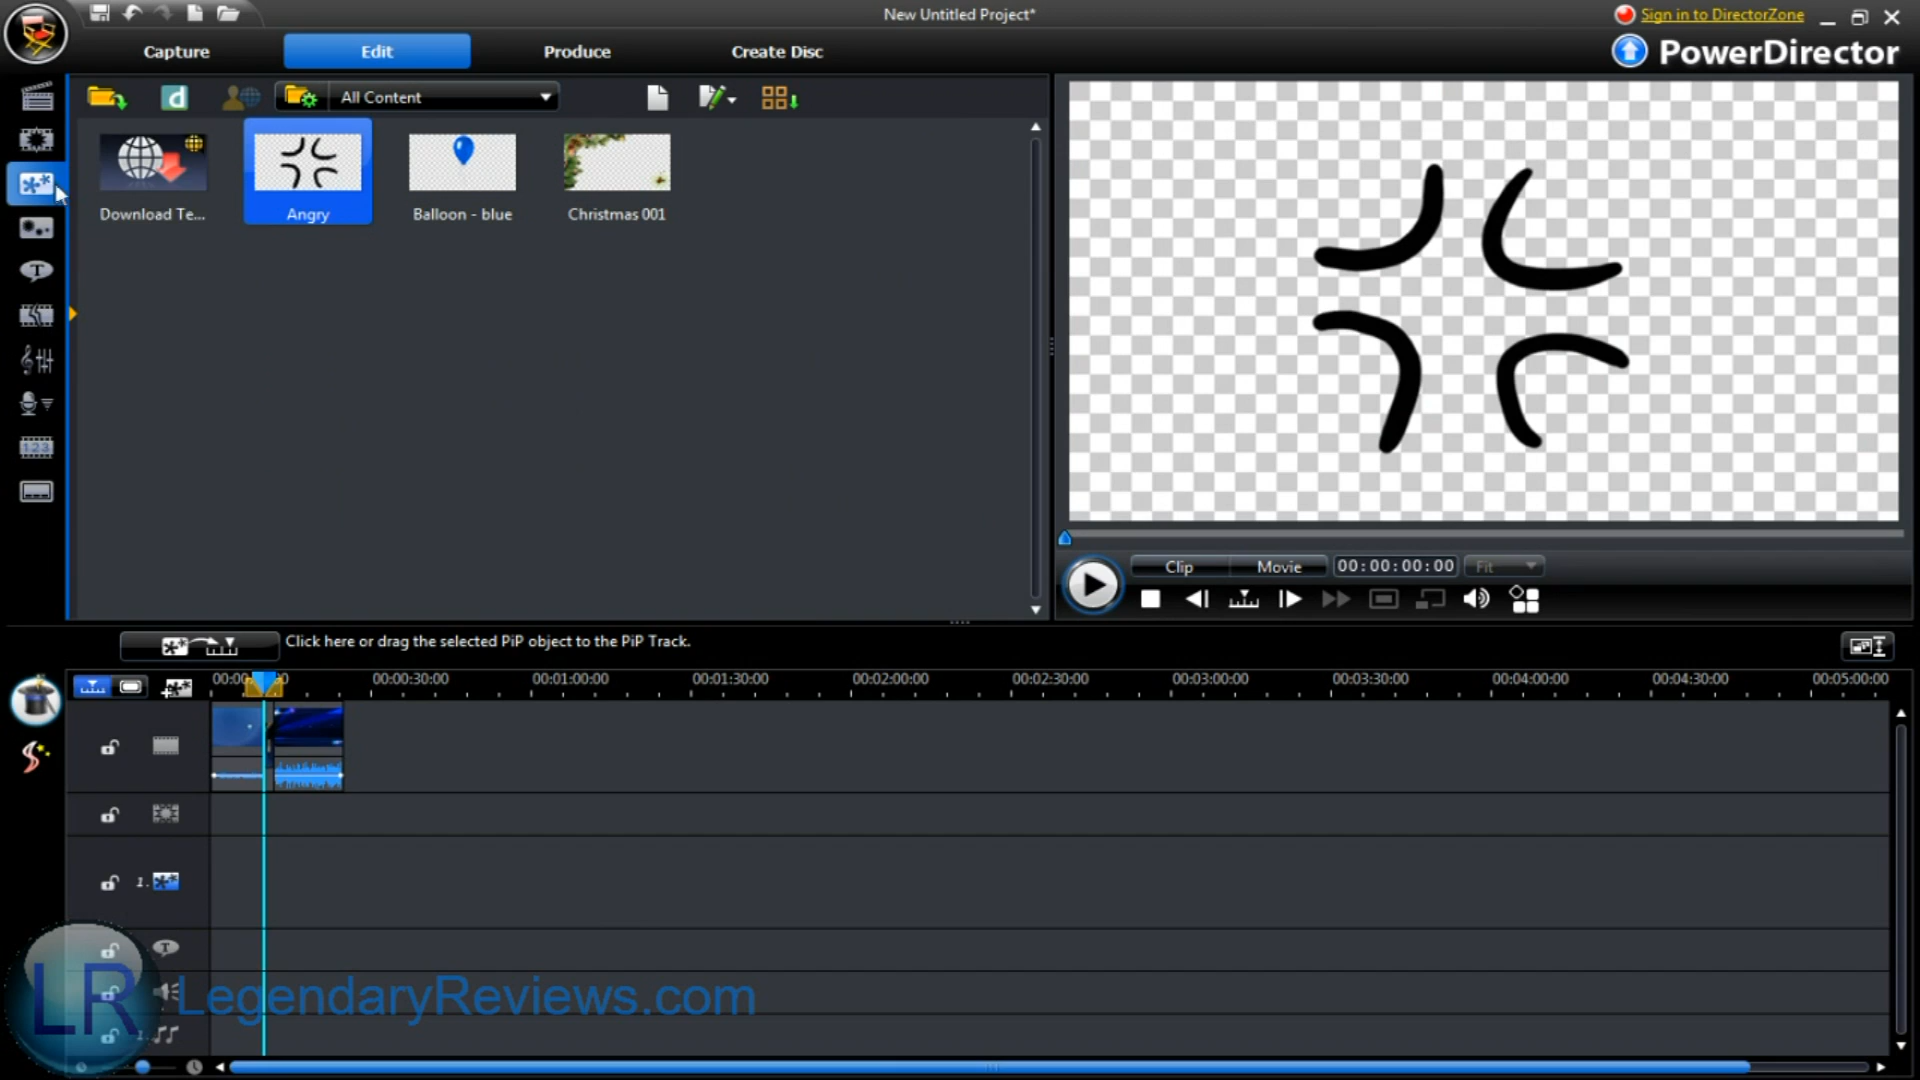 New Untitled Project*
Sign in to DirectorZone
Capture
Edit
Produce
Create Disc
PowerDirector
d
All Content
Download Te...
Angry
Balloon - blue
Christmas 001
T
123
Clip
Movie
00:00:00:00
Fit
Click here or drag the selected PiP object to the PiP Track.
00:00:30:00
00:01:00:00
00:01:30:00
00:02:00:00
00:02:30:00
00:03:00:00
00:03:30:00
00:04:00:00
00:04:30:00
00:05:00:00
1.
T
LR
LegendaryReviews.com